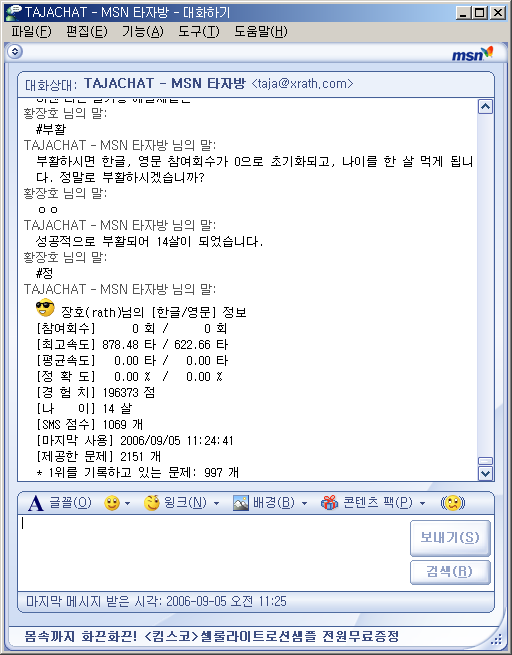 TAJACHAT - MSN 타자방 - 대화하기
파일(F) 편집(E) 기능(A) 도구(T) 도움말(H)
msn
대화상대: TAJACHAT - MSN 타자방 <taja@xrath.com>
황장호 님의 말:
#부활
TAJACHAT - MSN 타자방 님의 말:
부활하시면 한글, 영문 참여회수가 0으로 초기화되고, 나이를 한 살 먹게 됩니
다. 정말로 부활하시겠습니까?
황장호 님의 말:
ㅇㅇ
TAJACHAT - MSN 타자방 님의 말:
성공적으로 부활되어 14살이 되었습니다.
황장호 님의 말:
#정
TAJACHAT - MSN 타자방 님의 말:
장호(rath)님의 [한글/영문] 정보
[참여회수] 0 회 / 0 회
[최고속도] 878.48 타 / 622.66 타
[평균속도] 0.00 타 / 0.00 타
[정 확 도] 0.00 % / 0.00 %
[경 험 치] 196373 점
[나 이] 14 살
[SMS 점수] 1069 개
[마지막 사용] 2006/09/05 11:24:41
[제공한 문제] 2151 개
* 1위를 기록하고 있는 문제: 997 개
A 글꼴(O) 윙크(N) 배경(B) 콘텐츠 팩(P)
보내기(S)
검색(R)
마지막 메시지 받은 시각: 2006-09-05 오전 11:25
몸속까지 화끈화끈! <킴스코>셀룰라이트로션샘플 전원무료증정